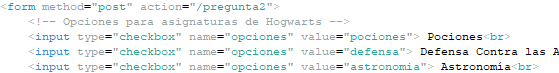 <form method="post" action="/pregunta2">
<!-- Opciones para asignaturas de Hogwarts -->
<input type="checkbox" name="opciones" value="pociones"> Pociones<br>
<input type="checkbox" name="opciones" value="defensa"> Defensa Contra las A
<input type="checkbox" name="opciones" value="astronomia"> Astronomía<br>